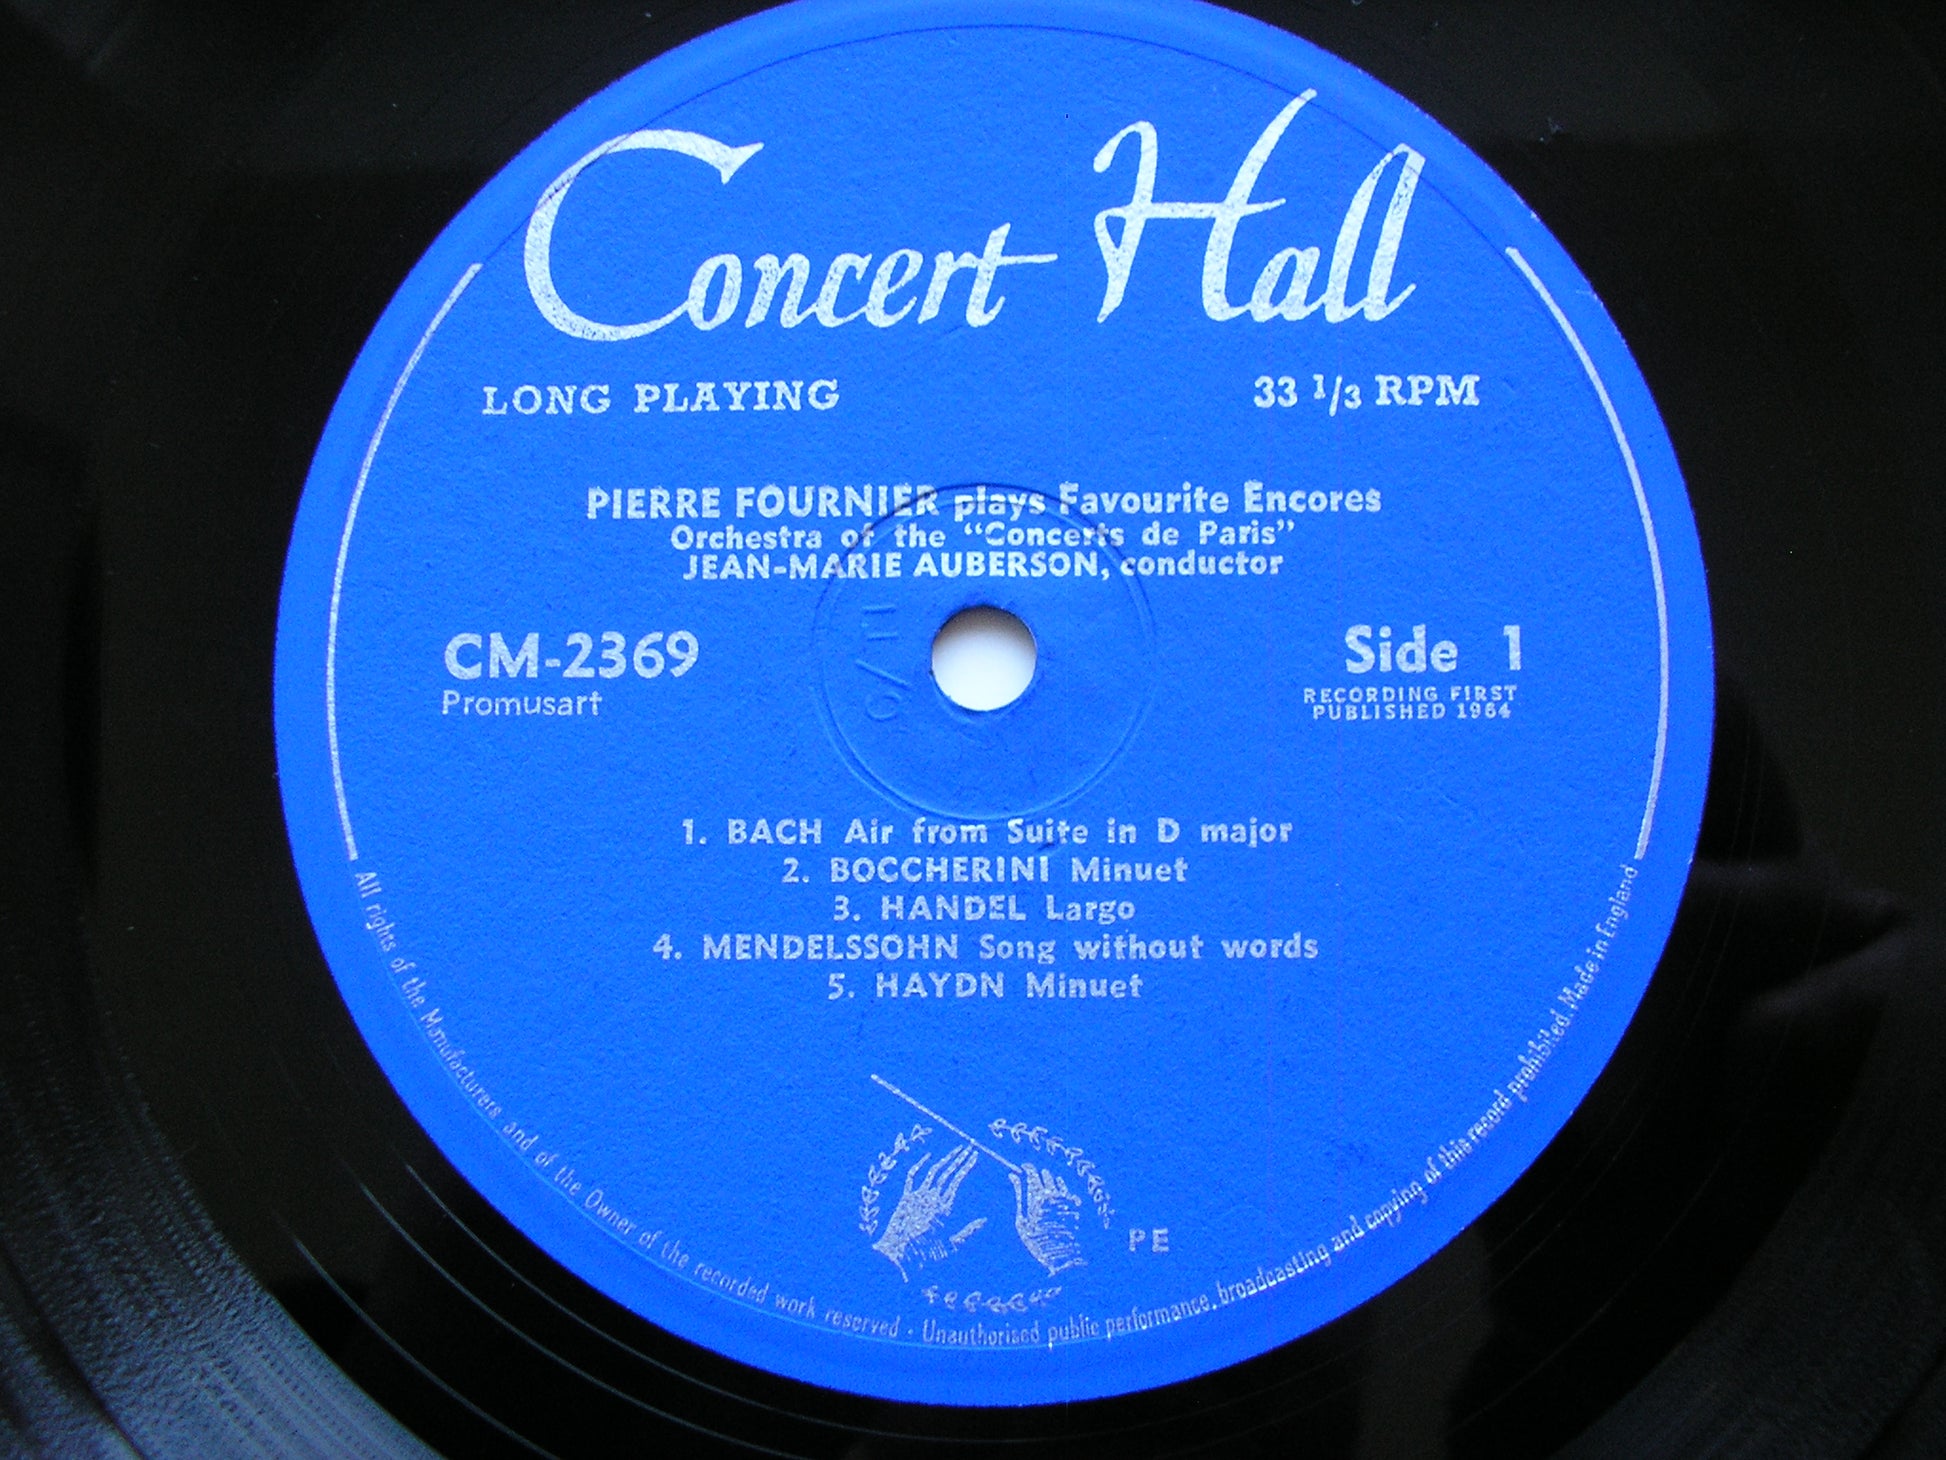 Concert Hall
LONG PLAYING
33 1/3 RPM
PIERRE FOURNIER plays Favourite Encores
Orchestra of the “Concerts de Paris”
JEAN-MARIE AUBERSON, conductor
CM-2369
Promusart
Side 1
RECORDING FIRST
PUBLISHED 1964
1. BACH Air from Suite in D major
2. BOCCHERINI Minuet
3. HANDEL Largo
4. MENDELSSOHN Song without words
5. HAYDN Minuet
PE
All rights of the Manufacturers and of the Owner of the recorded work reserved · Unauthorised public performance, broadcasting and copying of this record prohibited. Made in England